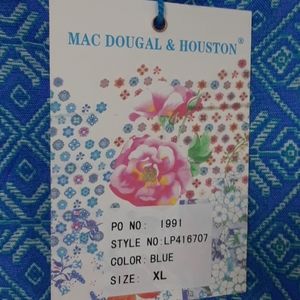 MAC DOUGAL & HOUSTON®
PO NO: 1991
STYLE NO:LP416707
COLOR: BLUE
SIZE: XL